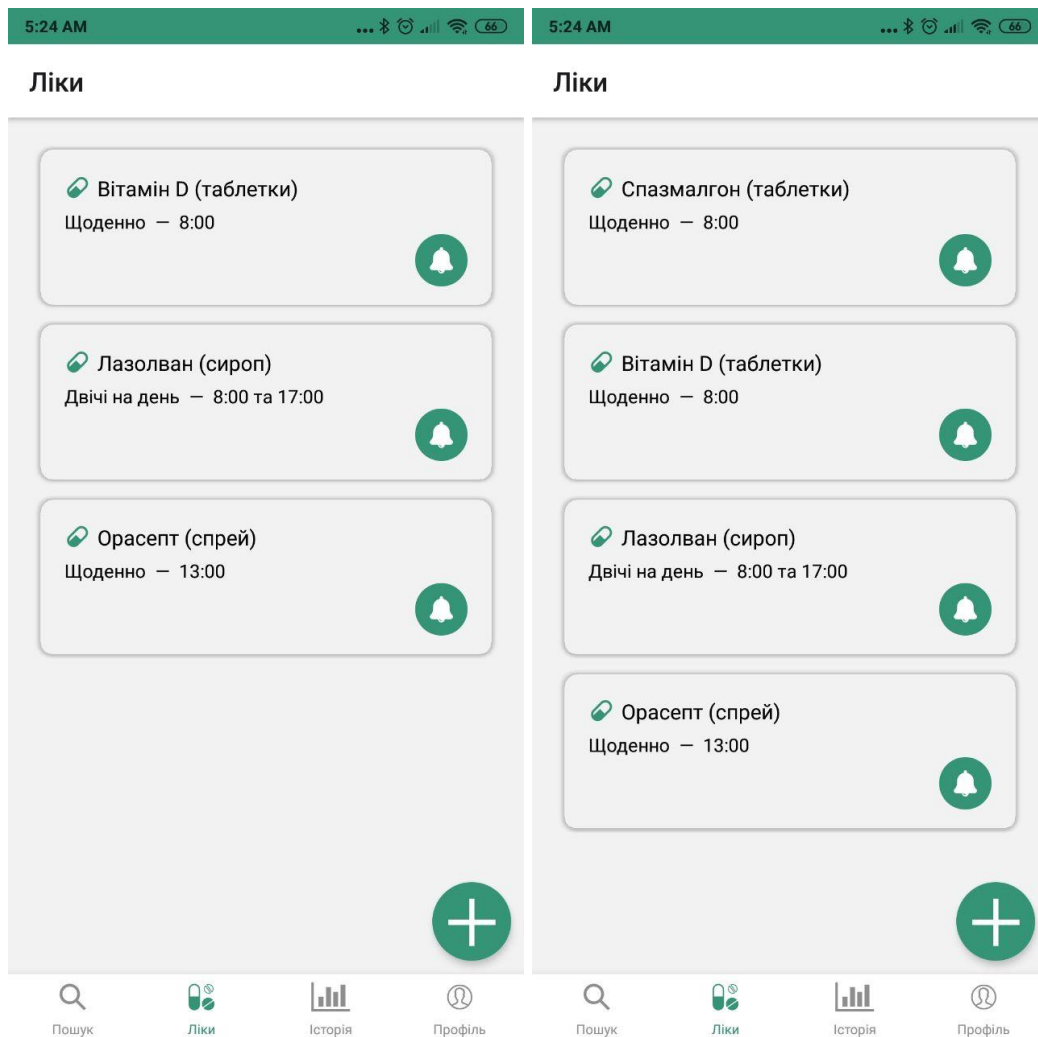 5:24 AM
66
Ліки
Вітамін D (таблетки)
Щоденно — 8:00
Лазолван (сироп)
Двічі на день — 8:00 та 17:00
Орасепт (спрей)
Щоденно — 13:00
Пошук
Ліки
Історія
Профіль
5:24 AM
66
Ліки
Спазмалгон (таблетки)
Щоденно — 8:00
Вітамін D (таблетки)
Щоденно — 8:00
Лазолван (сироп)
Двічі на день — 8:00 та 17:00
Орасепт (спрей)
Щоденно — 13:00
Пошук
Ліки
Історія
Профіль